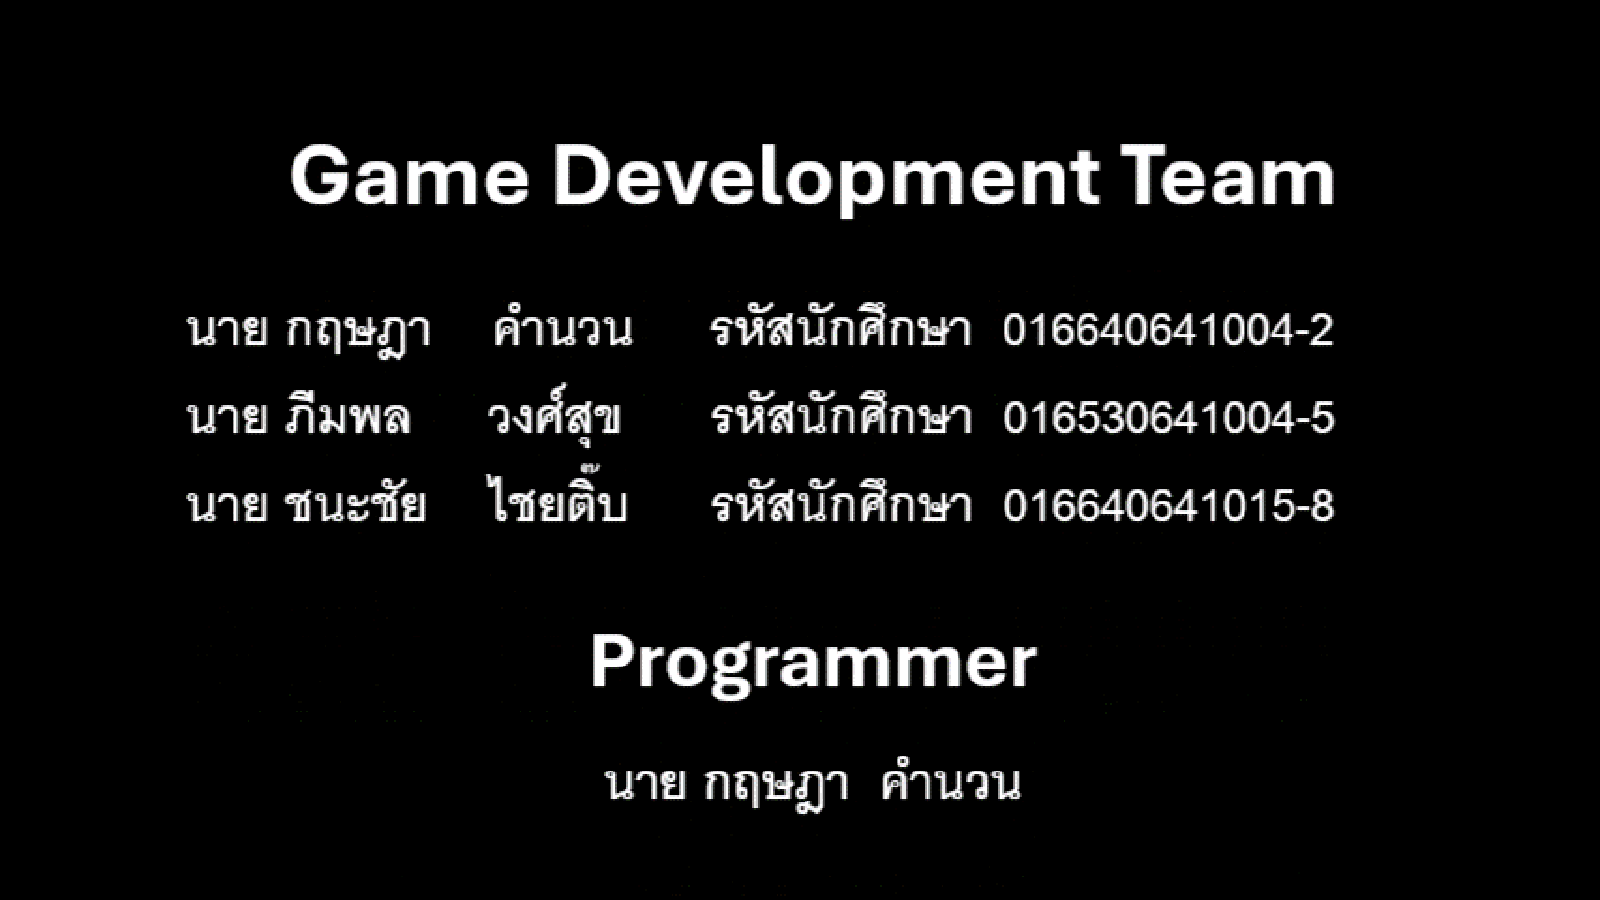 Game Development Team
นาย กฤษฎา คำนวน รหัสนักศึกษา 016640641004-2
นาย ภีมพล วงศ์สุข รหัสนักศึกษา 016530641004-5
นาย ชนะชัย ไชยติ๊บ รหัสนักศึกษา 016640641015-8
Programmer
นาย กฤษฎา คำนวน